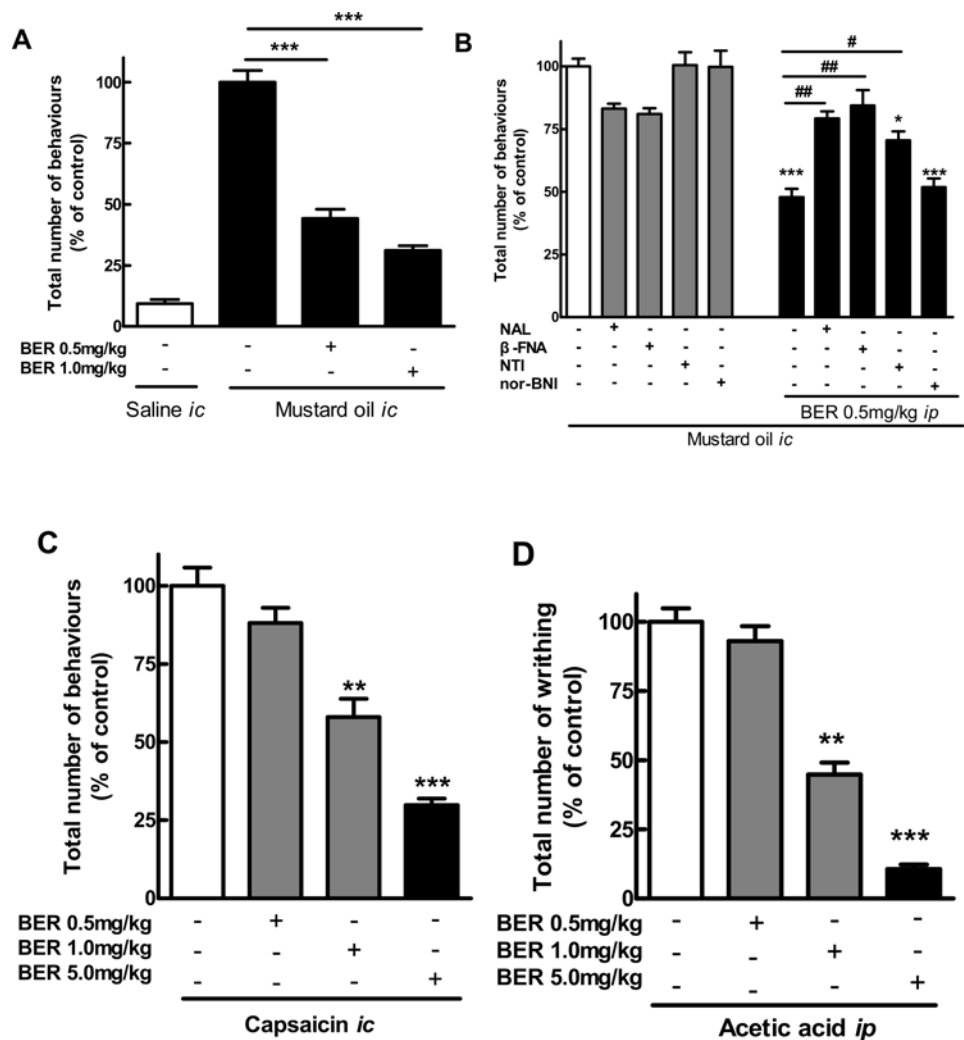 A
Total number of behaviours
(% of control)
100
50
25
0
***
***
BER 0.5mg/kg - - + -
BER 1.0mg/kg - - - +
Saline ic
Mustard oil ic
B
Total number of behaviours
(% of control)
100
75
50
25
0
#
##
##
***
*
***
NAL - + - - - - + - - -
β-FNA - - + - - - - + - -
NTI - - - + - - - - + -
nor-BNI - - - - + - - - - +
BER 0.5mg/kg ip
Mustard oil ic
C
Total number of behaviours
(% of control)
100
75
50
25
0
**
***
BER 0.5mg/kg - + - -
BER 1.0mg/kg - - + -
BER 5.0mg/kg - - - +
Capsaicin ic
D
Total number of writhing
(% of control)
100
75
50
25
0
**
***
BER 0.5mg/kg - + - -
BER 1.0mg/kg - - + -
BER 5.0mg/kg - - - +
Acetic acid ip